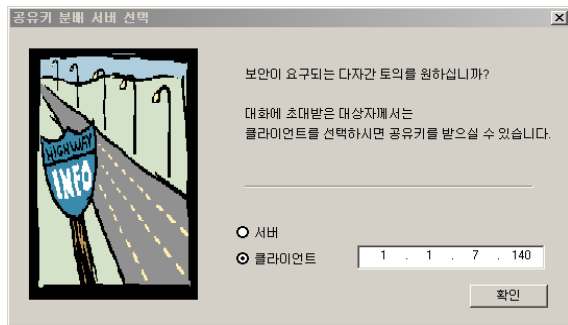 공유키 분배 서버 선택
HIGHWAY
INFO
보안이 요구되는 다자간 토의를 원하십니까?
대화에 초대받은 대상자께서는
클라이언트를 선택하시면 공유키를 받으실 수 있습니다.
서버
클라이언트 1 . 1 . 7 . 140
확인